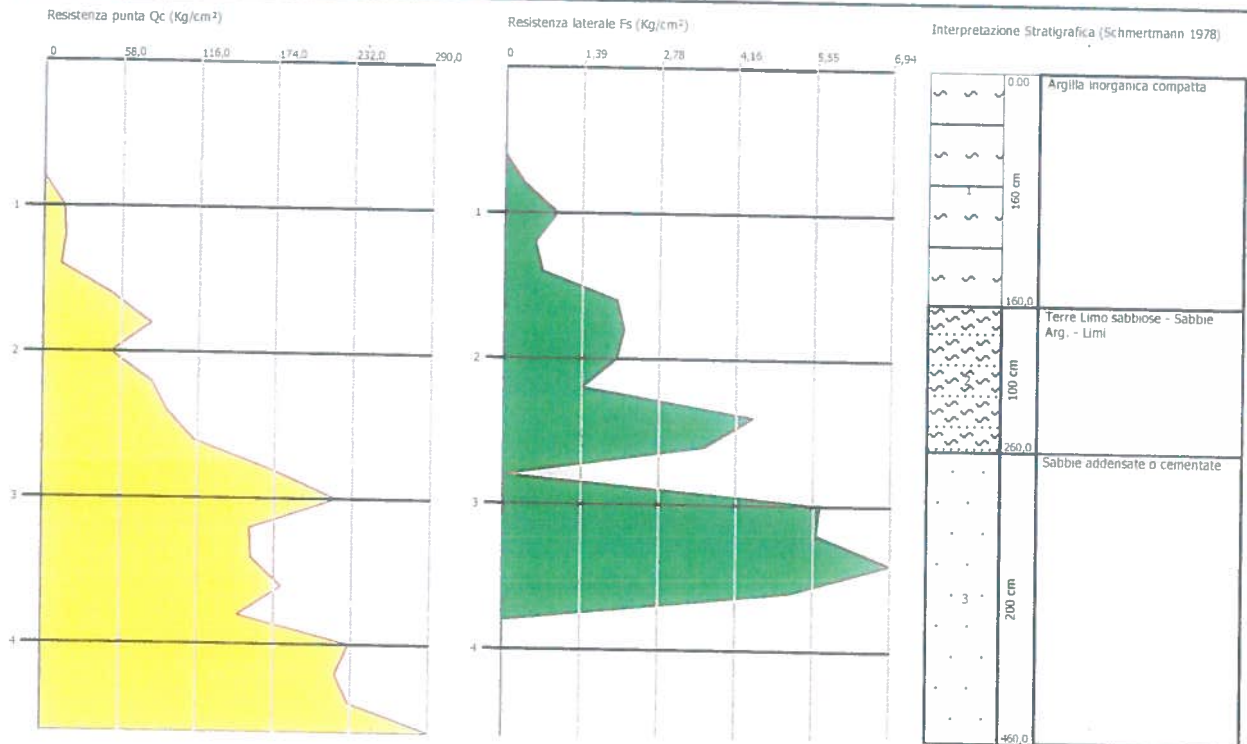 Resistenza punta Qc (Kg/cm²)
0 58,0 116,0 174,0 232,0 290,0
1
2
3
4
Resistenza laterale Fs (Kg/cm²)
0 1,39 2,78 4,16 5,55 6,94
1
2
3
4
Interpretazione Stratigrafica (Schmertmann 1978)
0.00
1
160 cm
Argilla inorganica compatta
160,0
2
100 cm
Terre Limo sabbiose - Sabbie
Arg. - Limi
260,0
3
200 cm
Sabbie addensate o cementate
460,0